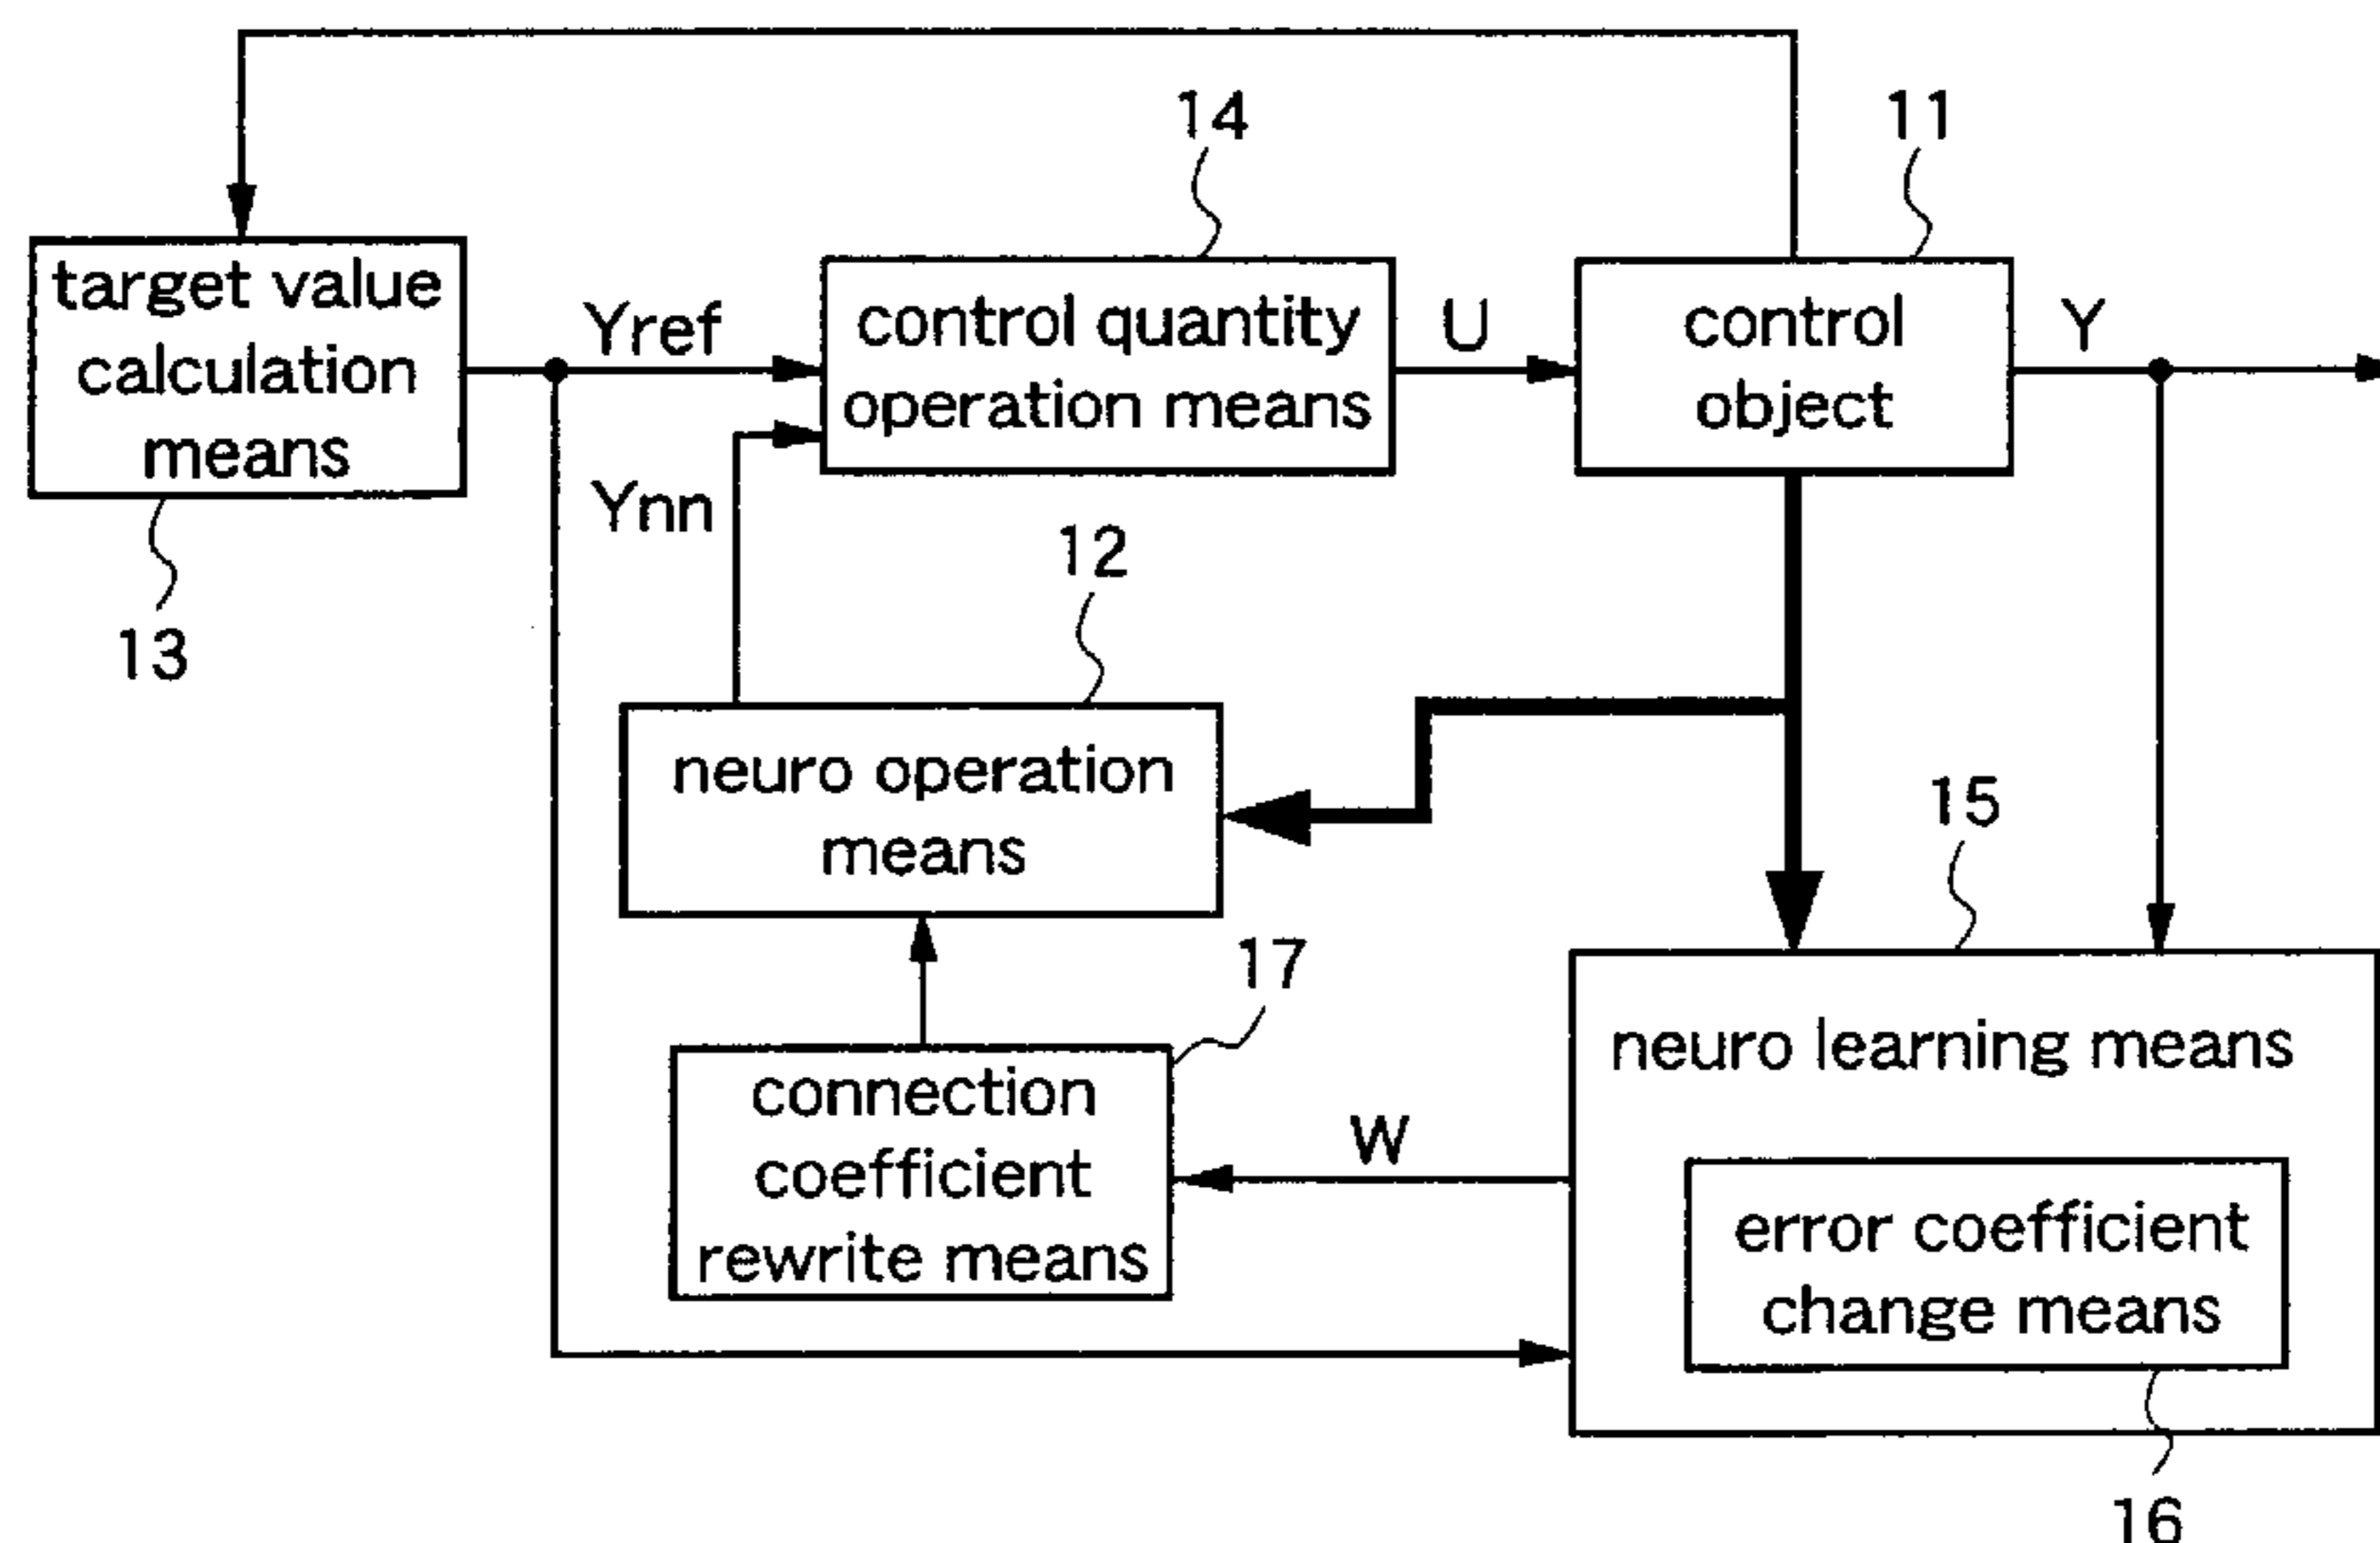 14
11
target value
calculation
means
Yref
control quantity
operation means
U
control
object
Y
Ynn
13
12
neuro operation
means
15
17
neuro learning means
connection
coefficient
rewrite means
W
error coefficient
change means
16